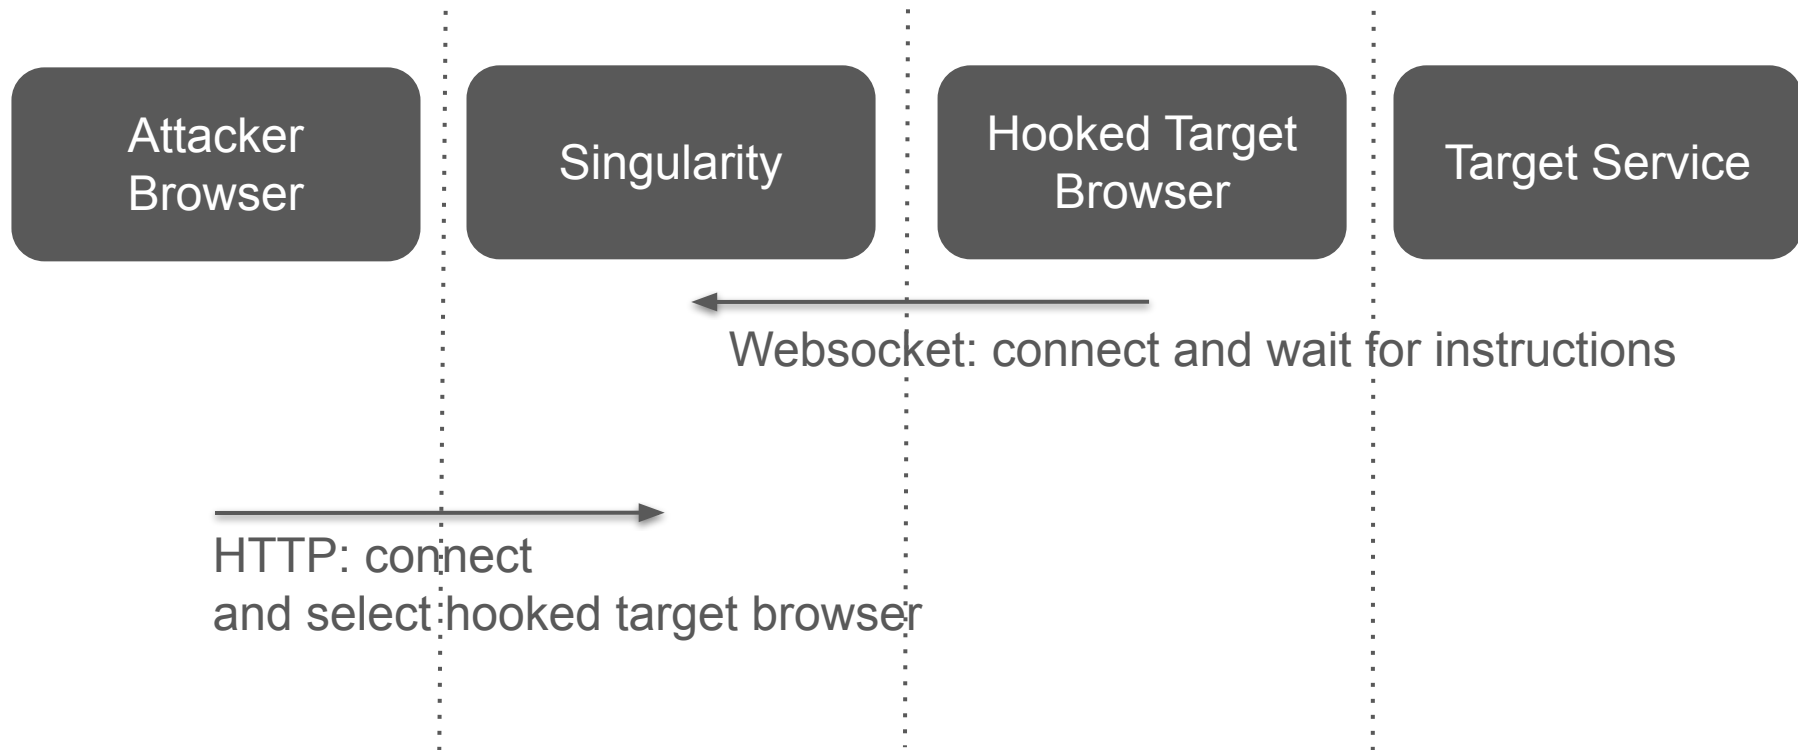 Attacker
Browser
Singularity
Hooked Target
Browser
Target Service
Websocket: connect and wait for instructions
HTTP: connect
and select hooked target browser